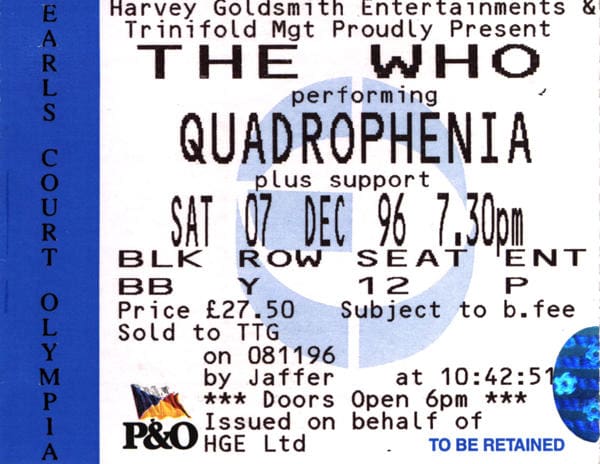 EARLS COURT OLYMPIA
Harvey Goldsmith Entertainments &
Trinifold Mgt Proudly Present
THE WHO
performing
QUADROPHENIA
plus support
SAT 07 DEC 96 7.30pm
BLK ROW SEAT ENT
BB Y 12 P
Price £27.50 Subject to b.fee
Sold to TTG
on 081196
by Jaffer at 10:42:51
*** Doors Open 6pm ***
Issued on behalf of
HGE Ltd
P&O
TO BE RETAINED